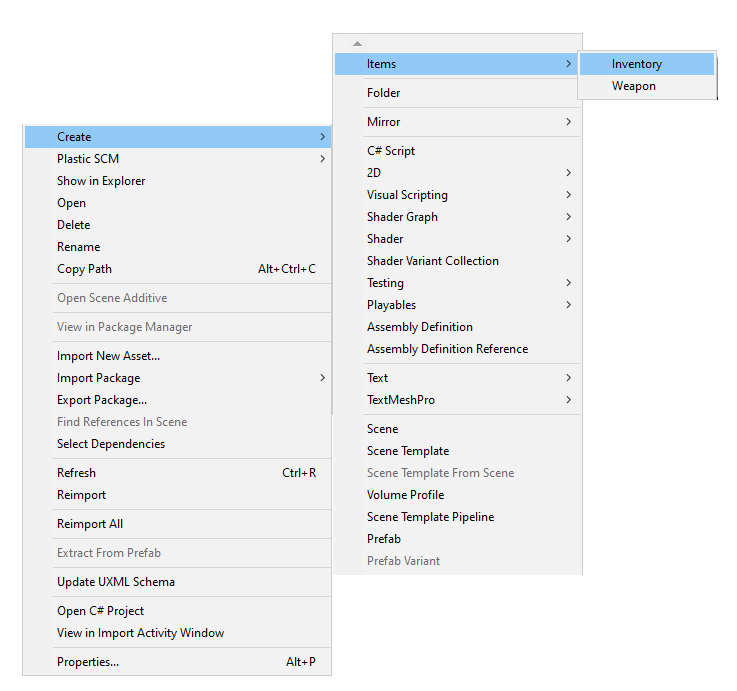 Create
Plastic SCM
Show in Explorer
Open
Delete
Rename
Copy Path Alt+Ctrl+C
Open Scene Additive
View in Package Manager
Import New Asset...
Import Package
Export Package...
Find References In Scene
Select Dependencies
Refresh Ctrl+R
Reimport
Reimport All
Extract From Prefab
Update UXML Schema
Open C# Project
View in Import Activity Window
Properties... Alt+P
Items
Folder
Mirror
C# Script
2D
Visual Scripting
Shader Graph
Shader
Shader Variant Collection
Testing
Playables
Assembly Definition
Assembly Definition Reference
Text
TextMeshPro
Scene
Scene Template
Scene Template From Scene
Volume Profile
Scene Template Pipeline
Prefab
Prefab Variant
Inventory
Weapon